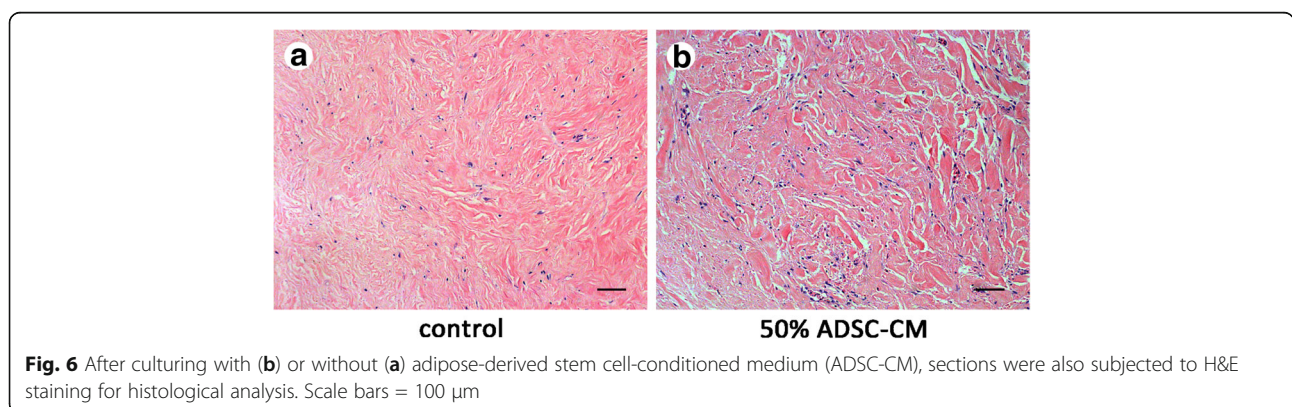 a
b
control
50% ADSC-CM
Fig. 6 After culturing with (b) or without (a) adipose-derived stem cell-conditioned medium (ADSC-CM), sections were also subjected to H&E
staining for histological analysis. Scale bars = 100 μm